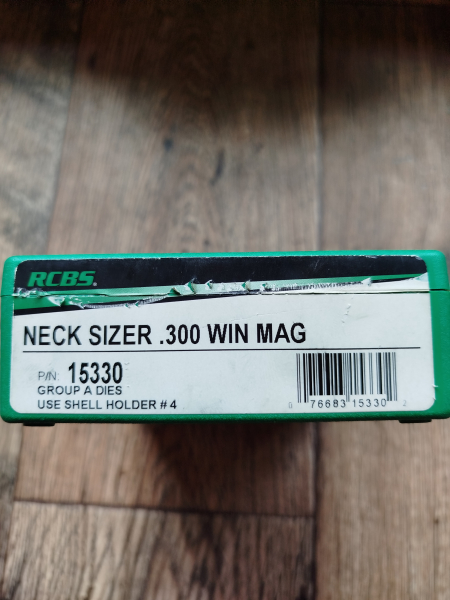 RCBS.
NECK SIZER .300 WIN MAG
P/N: 15330
GROUP A DIES
USE SHELL HOLDER # 4
0 76683 15330 2